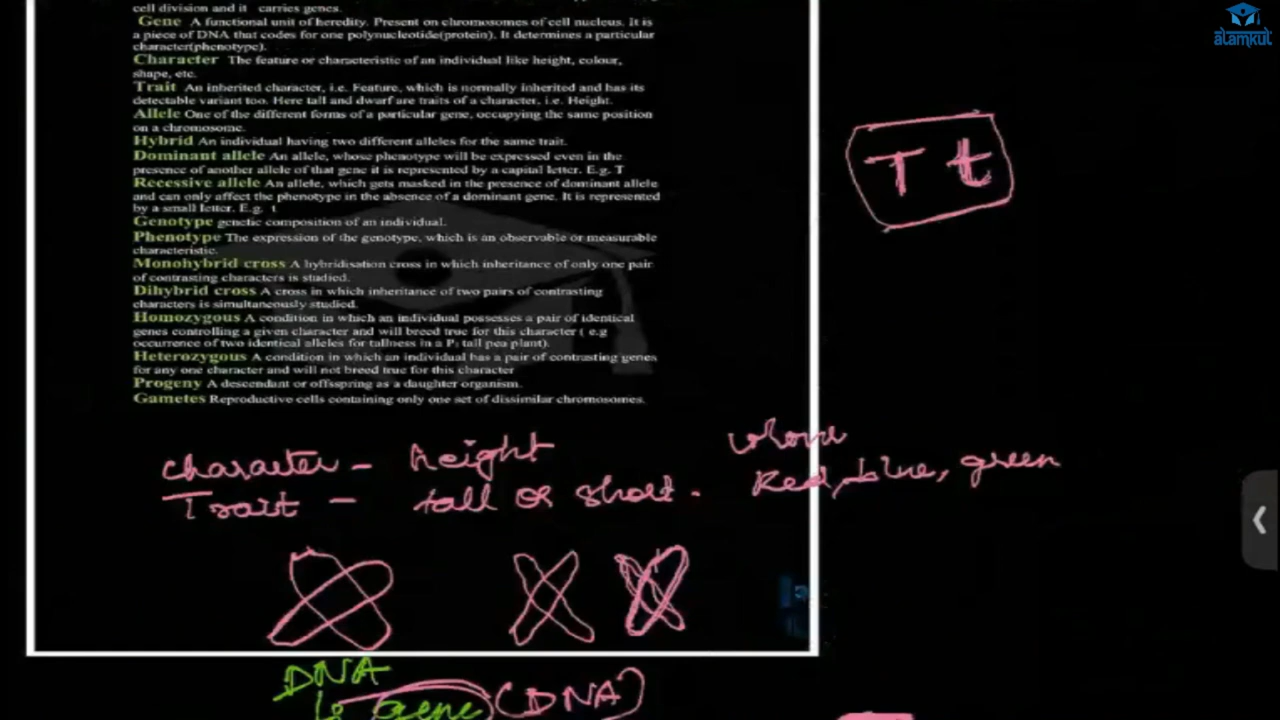 cell division and it carries genes.
Gene A functional unit of heredity. Present on chromosomes of cell nucleus. It is
a piece of DNA that codes for one polynucleotide(protein). It determines a particular
character(phenotype).
Character The feature or characteristic of an individual like height, colour,
shape, etc.
Trait An inherited character, i.e. Feature, which is normally inherited and has its
detectable variant too. Here tall and dwarf are traits of a character, i.e. Height.
Allele One of the different forms of a particular gene, occupying the same position
on a chromosome.
Hybrid An individual having two different alleles for the same trait.
Dominant allele An allele, whose phenotype will be expressed even in the
presence of another allele of that gene it is represented by a capital letter. E.g. T
Recessive allele An allele, which gets masked in the presence of dominant allele
and can only affect the phenotype in the absence of a dominant gene. It is represented
by a small letter. E.g. t
Genotype genetic composition of an individual.
Phenotype The expression of the genotype, which is an observable or measurable
characteristic.
Monohybrid cross A hybridisation cross in which inheritance of only one pair
of contrasting characters is studied.
Dihybrid cross A cross in which inheritance of two pairs of contrasting
characters is simultaneously studied.
Homozygous A condition in which an individual possesses a pair of identical
genes controlling a given character and will breed true for this character ( e.g
occurrence of two identical alleles for tallness in a P₁ tall pea plant).
Heterozygous A condition in which an individual has a pair of contrasting genes
for any one character and will not breed true for this character
Progeny A descendant or offspring as a daughter organism.
Gametes Reproductive cells containing only one set of dissimilar chromosomes.
T t
character - height
Trait - tall or short. Red, blue, green
DNA
gene (DNA)
alamkul